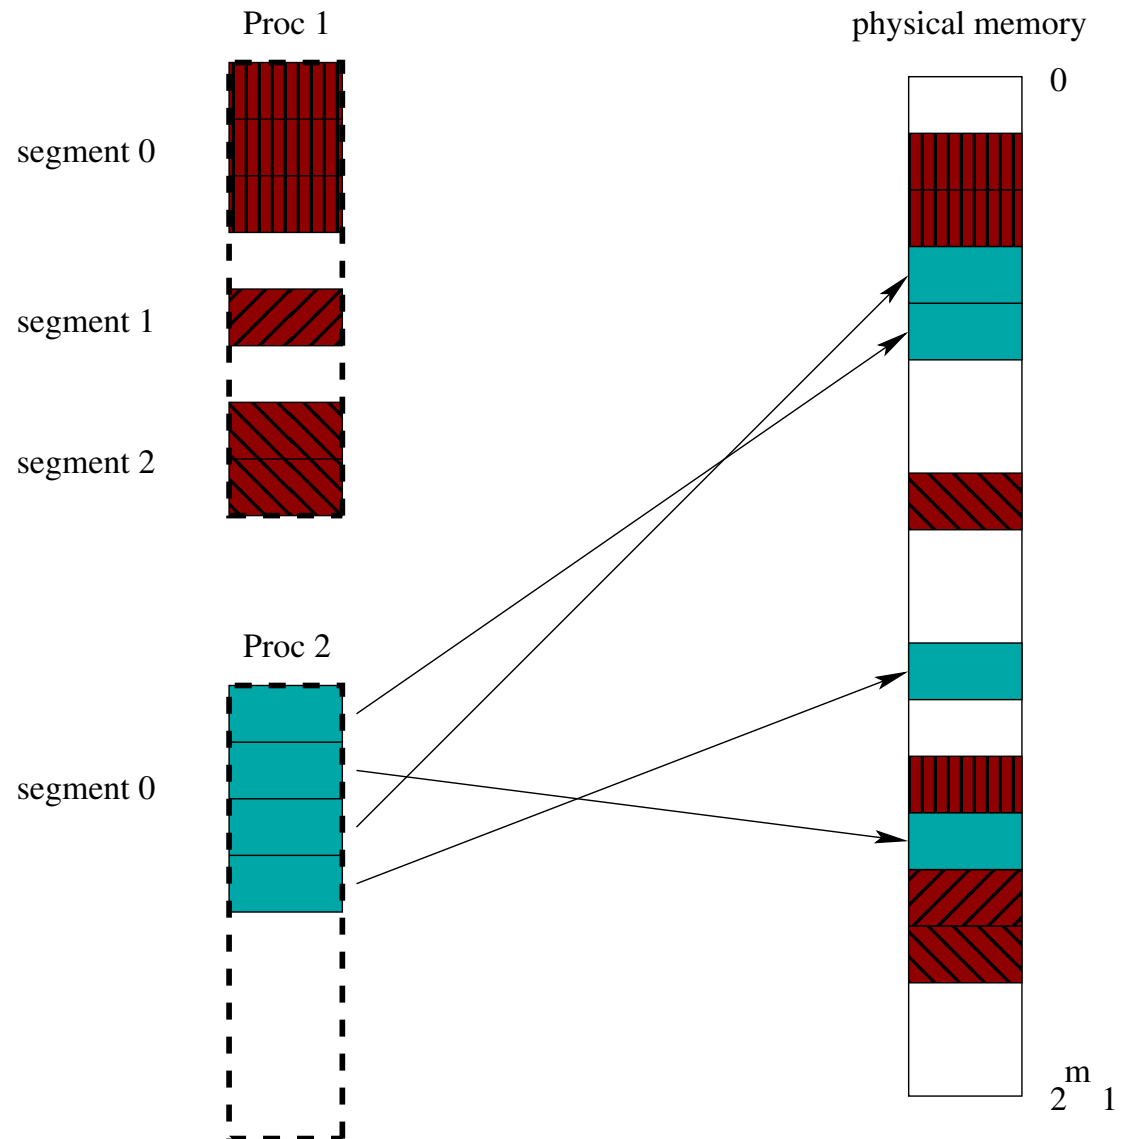 Proc 1
physical memory
0
segment 0
segment 1
segment 2
Proc 2
segment 0
2^m 1